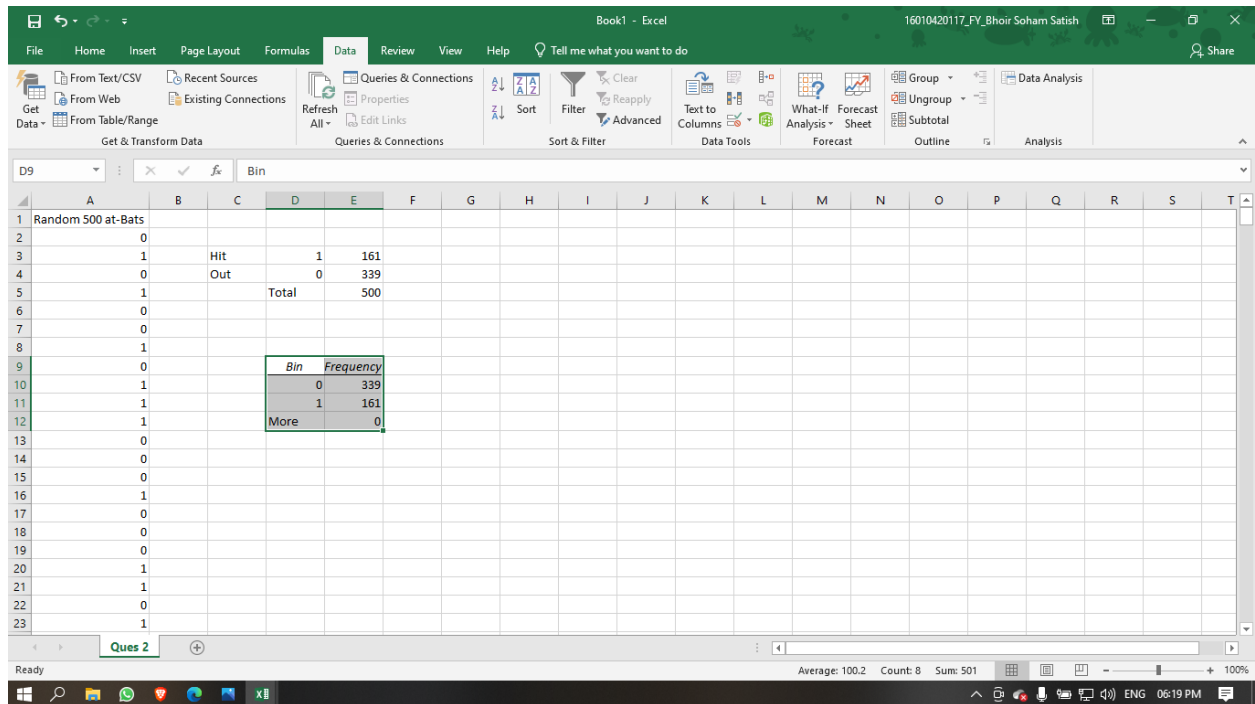 Book1 - Excel
16010420117_FY_Bhoir Soham Satish
File Home Insert Page Layout Formulas Data Review View Help Tell me what you want to do Share
Get Data
From Text/CSV
From Web
From Table/Range
Recent Sources
Existing Connections
Get & Transform Data
Refresh All
Queries & Connections
Properties
Edit Links
Queries & Connections
Sort
Filter
Clear
Reapply
Advanced
Sort & Filter
Text to Columns
Data Tools
What-If Analysis
Forecast Sheet
Forecast
Group
Ungroup
Subtotal
Outline
Data Analysis
Analysis
D9 fx Bin
A B C D E F G H I J K L M N O P Q R S T
1 Random 500 at-Bats
2 0
3 1 Hit 1 161
4 0 Out 0 339
5 1 Total 500
6 0
7 0
8 1
9 0 Bin Frequency
10 1 0 339
11 1 1 161
12 1 More 0
13 0
14 0
15 0
16 1
17 0
18 0
19 0
20 1
21 1
22 0
23 1
Ques 2
Ready Average: 100.2 Count: 8 Sum: 501 100%
ENG 06:19 PM